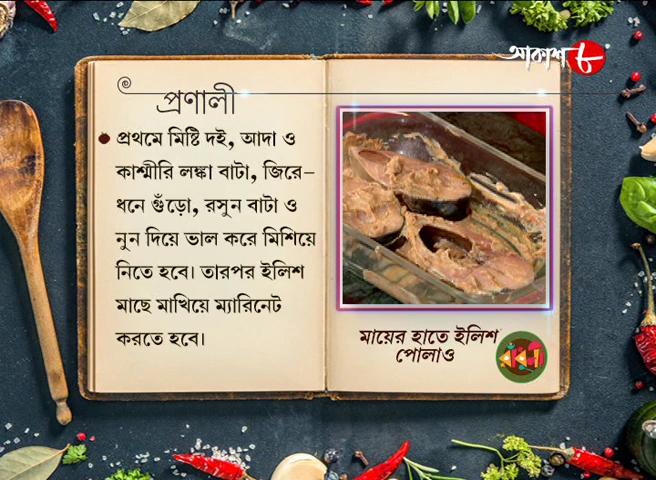 আকাশ ৮
প্রণালী
প্রথমে মিষ্টি দই, আদা ও
কাশ্মীরি লঙ্কা বাটা, জিরে-
ধনে গুঁড়ো, রসুন বাটা ও
নুন দিয়ে ভাল করে মিশিয়ে
নিতে হবে। তারপর ইলিশ
মাছে মাখিয়ে ম্যারিনেট
করতে হবে।
মায়ের হাতে ইলিশ
পোলাও